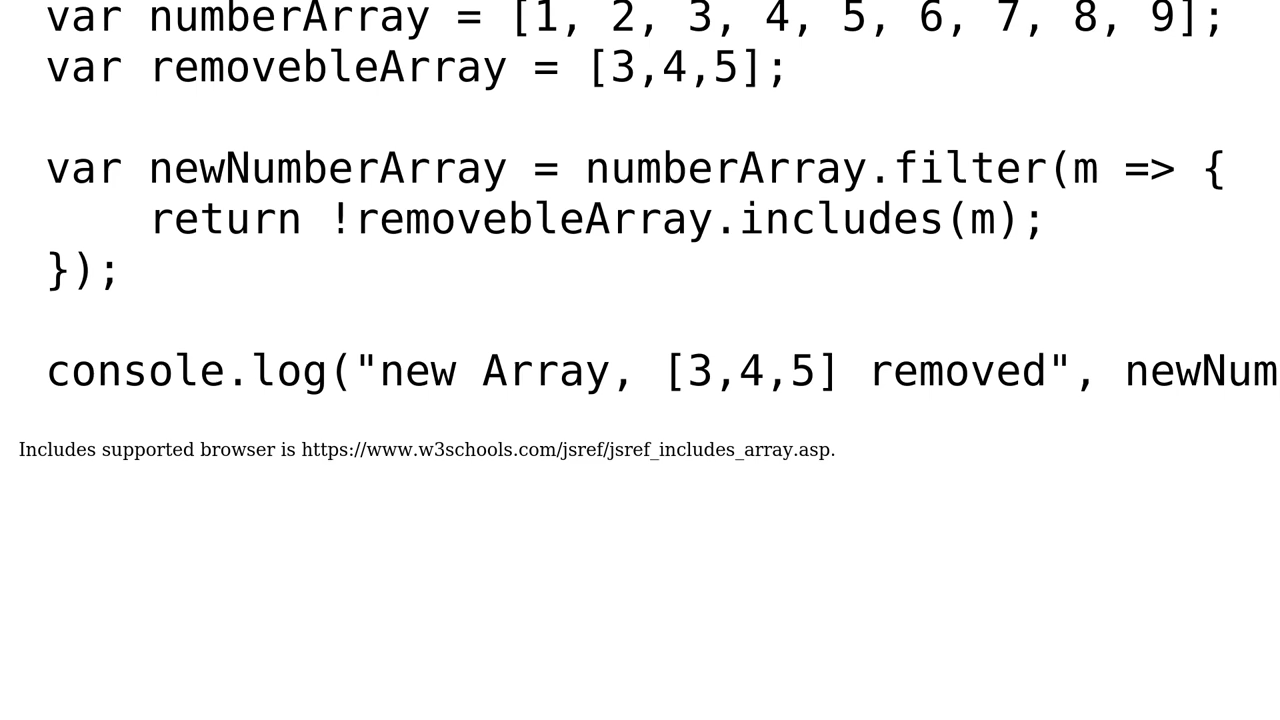 var numberArray = [1, 2, 3, 4, 5, 6, 7, 8, 9];
var removebleArray = [3,4,5];
var newNumberArray = numberArray.filter(m => {
    return !removebleArray.includes(m);
});
console.log("new Array, [3,4,5] removed", newNum
Includes supported browser is https://www.w3schools.com/jsref/jsref_includes_array.asp.